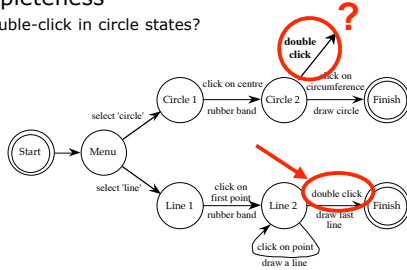 pleteness
uble-click in circle states?
?
double
click
click on centre
click on
circumference
Circle 1
Circle 2
Finish
rubber band
draw circle
select 'circle'
Start
Menu
select 'line'
click on
first point
double click
Line 1
Line 2
Finish
rubber band
draw last
line
click on point
draw a line